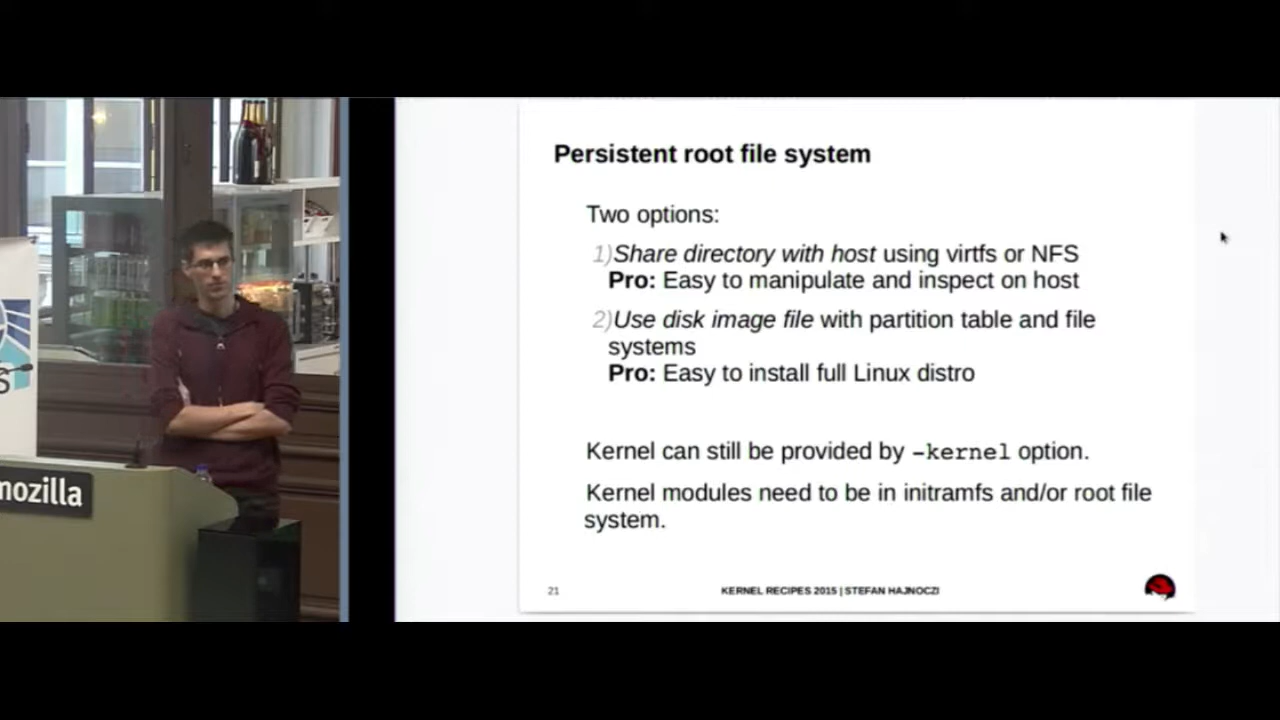 Persistent root file system
Two options:
1)Share directory with host using virtfs or NFS
Pro: Easy to manipulate and inspect on host
2)Use disk image file with partition table and file
systems
Pro: Easy to install full Linux distro
Kernel can still be provided by –kernel option.
Kernel modules need to be in initramfs and/or root file
system.
21
KERNEL RECIPES 2015 | STEFAN HAJNOCZI
mozilla
S